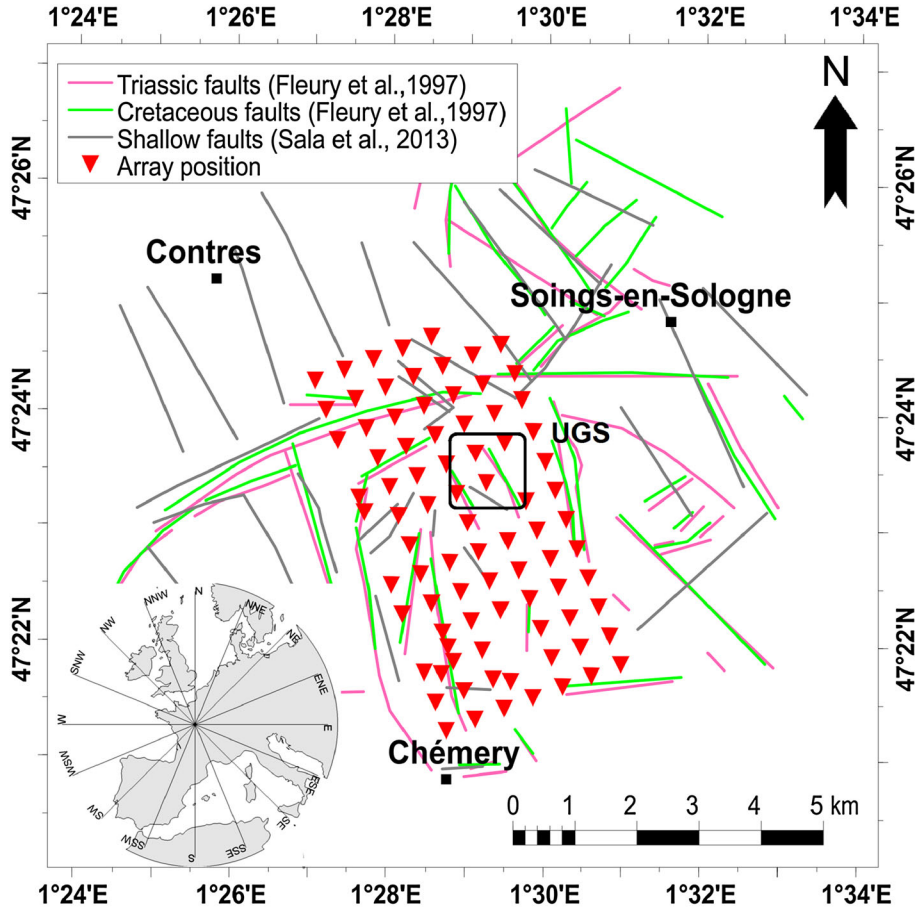 1°24'E 1°26'E 1°28'E 1°30'E 1°32'E 1°34'E
Triassic faults (Fleury et al.,1997)
Cretaceous faults (Fleury et al.,1997)
Shallow faults (Sala et al., 2013)
Array position
N
47°26'N
47°26'N
Contres
Soings-en-Sologne
47°24'N
47°24'N
UGS
47°22'N
47°22'N
N
NNE
NE
ENE
E
ESE
SE
SSE
S
SSW
SW
WSW
W
SNW
NW
NNW
Chémery
0 1 2 3 4 5 km
1°24'E 1°26'E 1°28'E 1°30'E 1°32'E 1°34'E